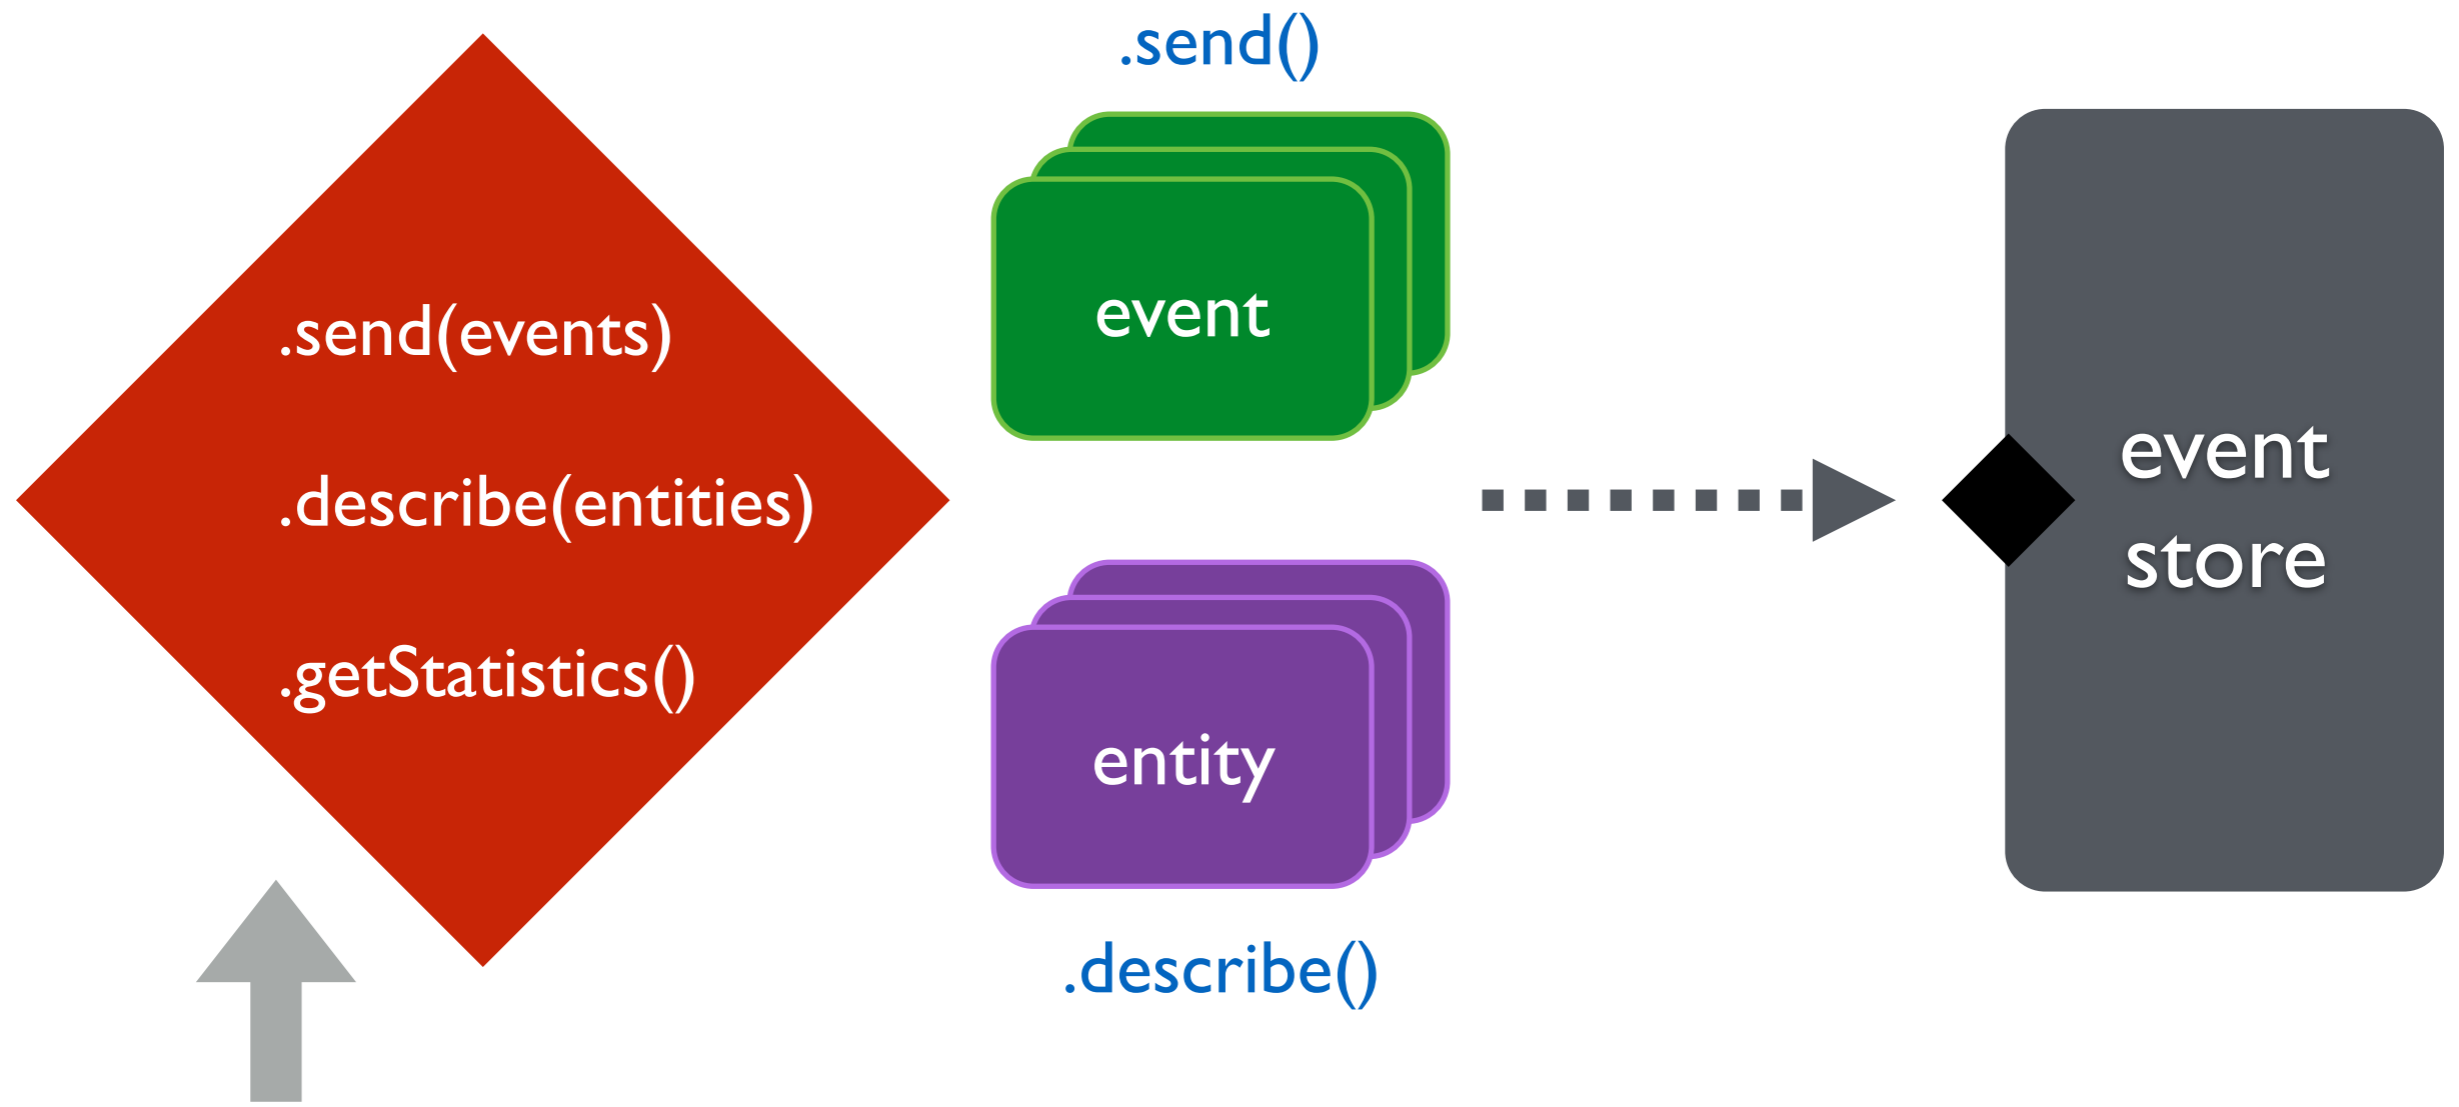 .send(events)
.describe(entities)
.getStatistics()
.send()
event
entity
.describe()
event
store